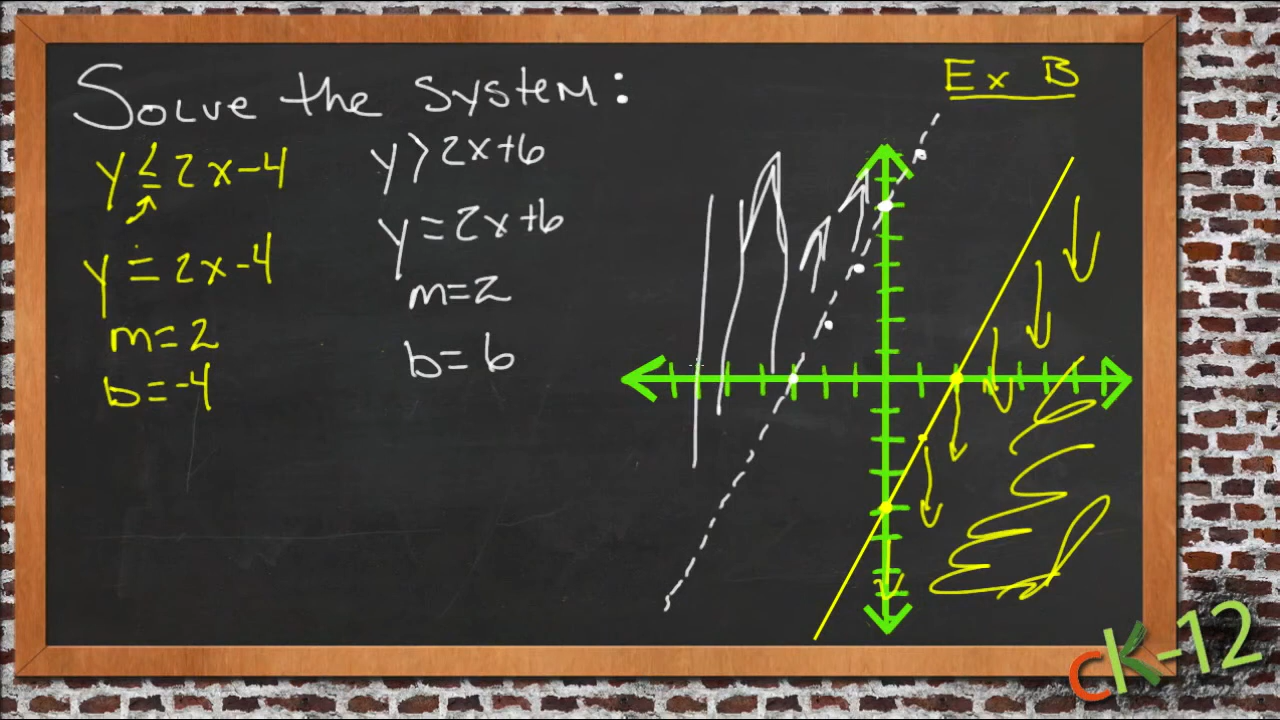 Solve the system:
Ex B
y ≤ 2x-4
y = 2x-4
m=2
b=-4
y > 2x+6
y = 2x+6
m=2
b=6
CK-12